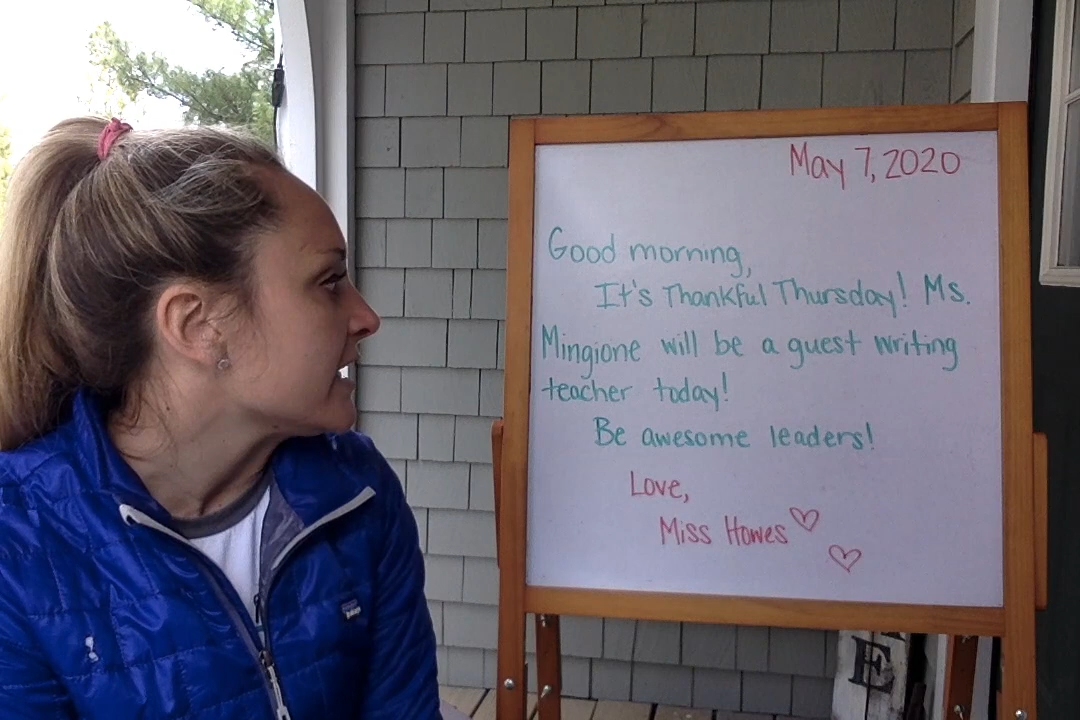 May 7, 2020
Good morning,
It's Thankful Thursday! Ms.
Mingione will be a guest writing
teacher today!
Be awesome leaders!
Love,
Miss Howes
E